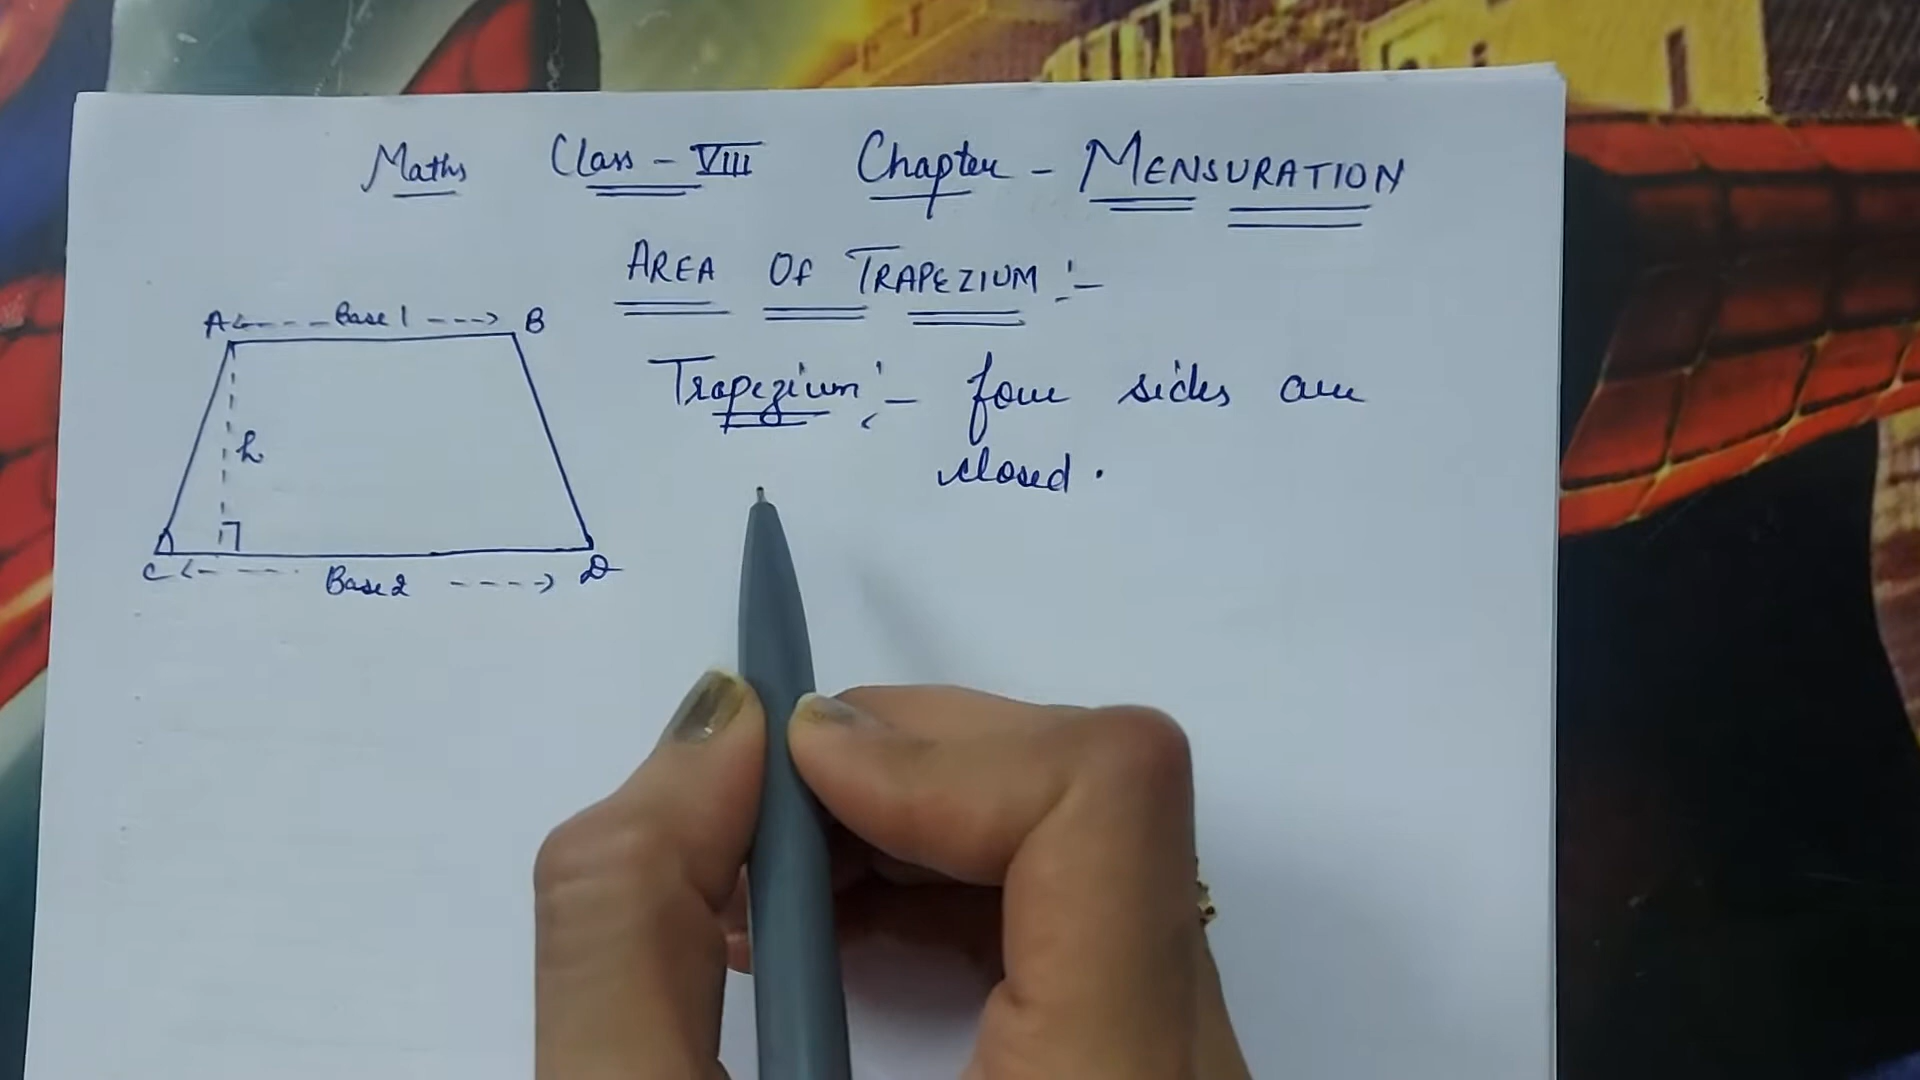 Maths Class - VIII Chapter - MENSURATION
AREA Of TRAPEZIUM :-
A <--- Base 1 ---> B
Trapezium :- four sides are
closed.
h
C <--- Base 2 ----> D